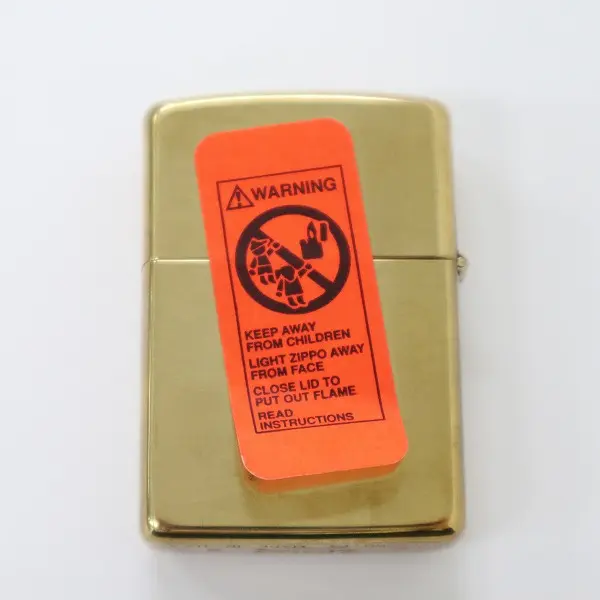 WARNING
KEEP AWAY
FROM CHILDREN
LIGHT ZIPPO AWAY
FROM FACE
CLOSE LID TO
PUT OUT FLAME
READ
INSTRUCTIONS